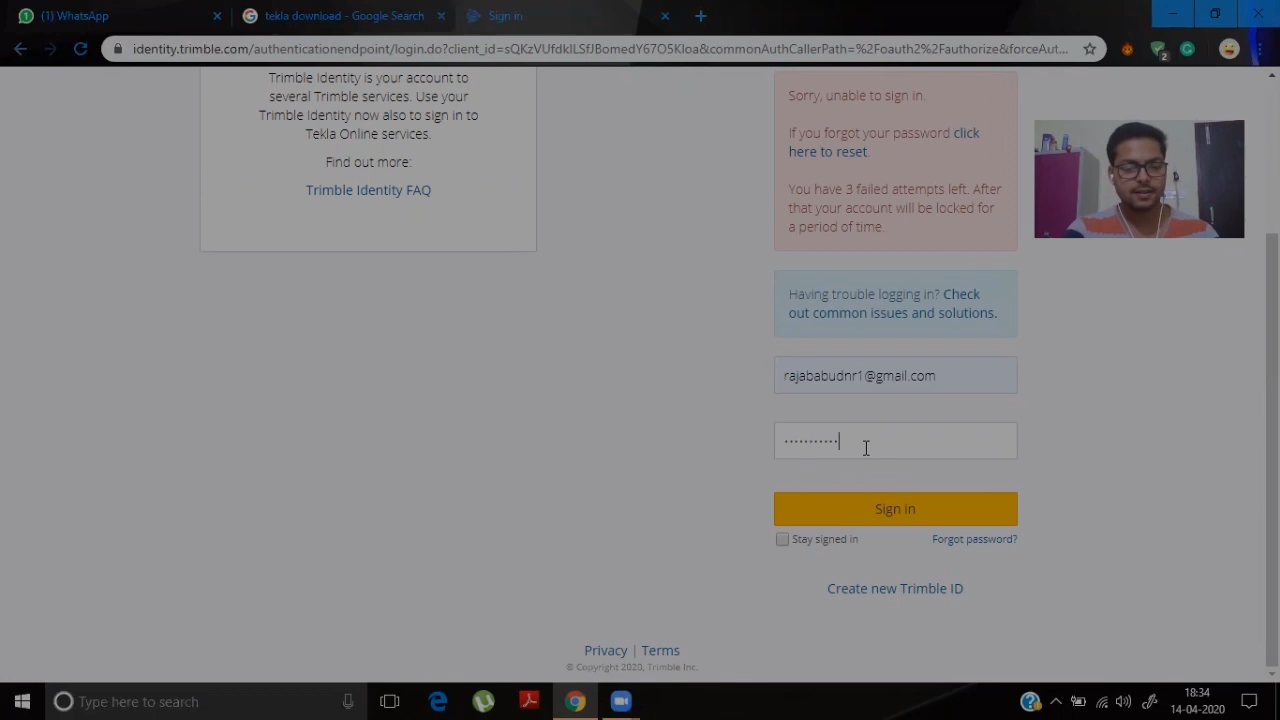 (1) WhatsApp
tekla download - Google Search
Sign in
identity.trimble.com/authenticationendpoint/login.do?client_id=sQKzVUfdkILSfJBomedY67O5KIoa&commonAuthCallerPath=%2Foauth2%2Fauthorize&forceAut...
2
Trimble Identity is your account to
several Trimble services. Use your
Trimble Identity now also to sign in to
Tekla Online services.
Find out more:
Trimble Identity FAQ
Sorry, unable to sign in.
If you forgot your password click
here to reset.
You have 3 failed attempts left. After
that your account will be locked for
a period of time.
Having trouble logging in? Check
out common issues and solutions.
rajababudnr1@gmail.com
Sign in
Stay signed in
Forgot password?
Create new Trimble ID
Privacy | Terms
© Copyright 2020, Trimble Inc.
Type here to search
18:34
14-04-2020